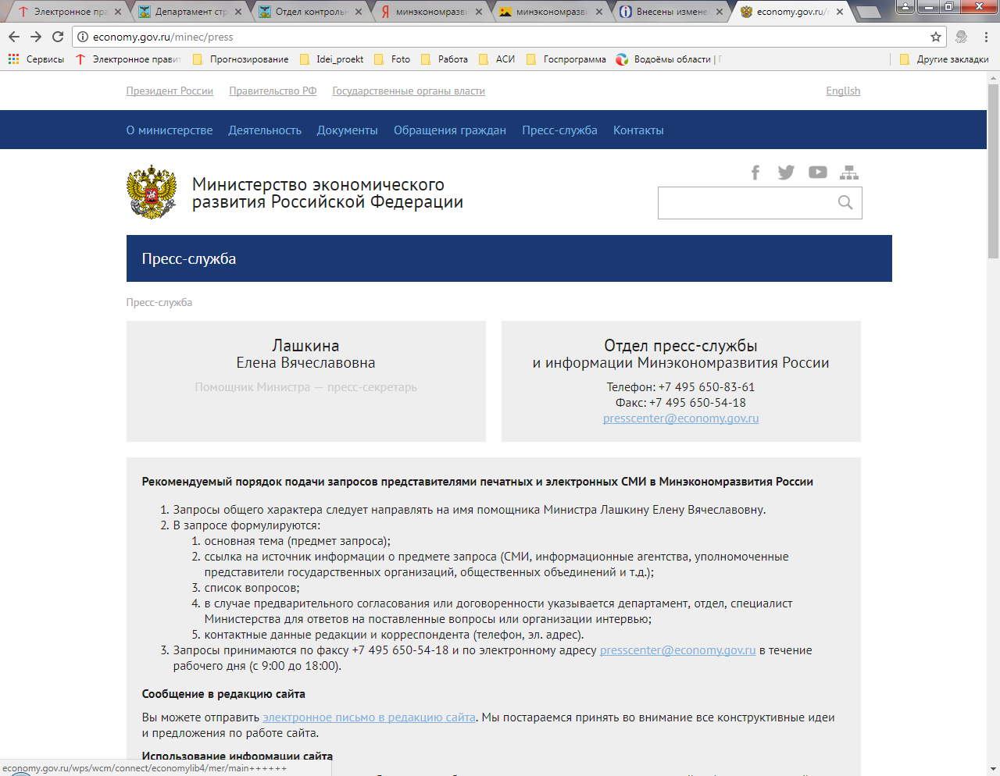 Электронное пра
Департамент стр
Отдел контроль
минэкономразви
минэкономразви
Внесены измене
economy.gov.ru/
economy.gov.ru/minec/press
Сервисы
Электронное прави
Прогнозирование
Idei_proekt
Foto
Работа
АСИ
Госпрограмма
Водоёмы области |
Другие закладки
Президент России Правительство РФ Государственные органы власти English
О министерстве Деятельность Документы Обращения граждан Пресс-служба Контакты
Министерство экономического
развития Российской Федерации
Пресс-служба
Пресс-служба
Лашкина
Елена Вячеславовна
Помощник Министра — пресс-секретарь
Отдел пресс-службы
и информации Минэкономразвития России
Телефон: +7 495 650-83-61
Факс: +7 495 650-54-18
presscenter@economy.gov.ru
Рекомендуемый порядок подачи запросов представителями печатных и электронных СМИ в Минэкономразвития России
1. Запросы общего характера следует направлять на имя помощника Министра Лашкину Елену Вячеславовну.
2. В запросе формулируются:
1. основная тема (предмет запроса);
2. ссылка на источник информации о предмете запроса (СМИ, информационные агентства, уполномоченные
представители государственных организаций, общественных объединений и т.д.);
3. список вопросов;
4. в случае предварительного согласования или договоренности указывается департамент, отдел, специалист
Министерства для ответов на поставленные вопросы или организации интервью;
5. контактные данные редакции и корреспондента (телефон, эл. адрес).
3. Запросы принимаются по факсу +7 495 650-54-18 и по электронному адресу presscenter@economy.gov.ru в течение
рабочего дня (с 9:00 до 18:00).
Сообщение в редакцию сайта
Вы можете отправить электронное письмо в редакцию сайта. Мы постараемся принять во внимание все конструктивные идеи
и предложения по работе сайта.
Использование информации сайта
economy.gov.ru/wps/wcm/connect/economylib4/mer/main++++++